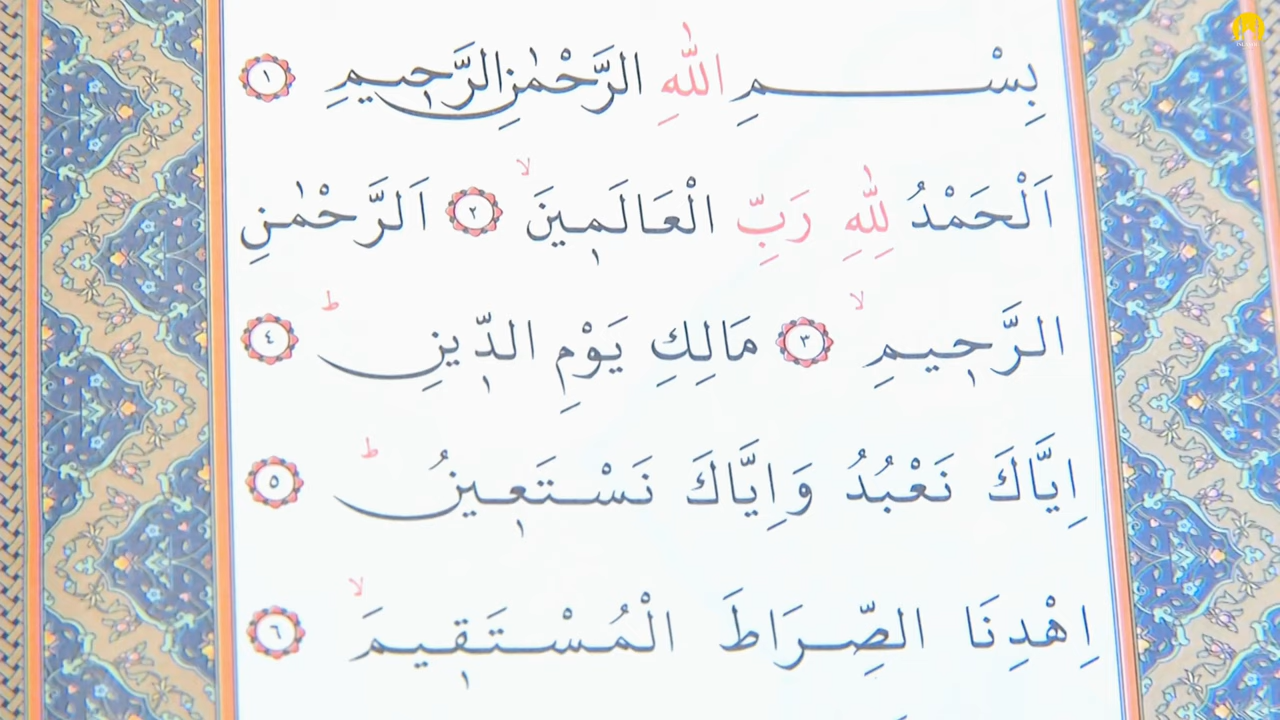 بِسْمِ اللّٰهِ الرَّحْمٰنِ الرَّحٖيمِ ١
اَلْحَمْدُ لِلّٰهِ رَبِّ الْعَالَمٖينَ ۙ ٢ اَلرَّحْمٰنِ
الرَّحٖيمِ ۙ ٣ مَالِكِ يَوْمِ الدّٖينِ ۜ ٤
اِيَّاكَ نَعْبُدُ وَاِيَّاكَ نَسْتَعٖينُ ۜ ٥
اِهْدِنَا الصِّرَاطَ الْمُسْتَقٖيمَ ۙ ٦